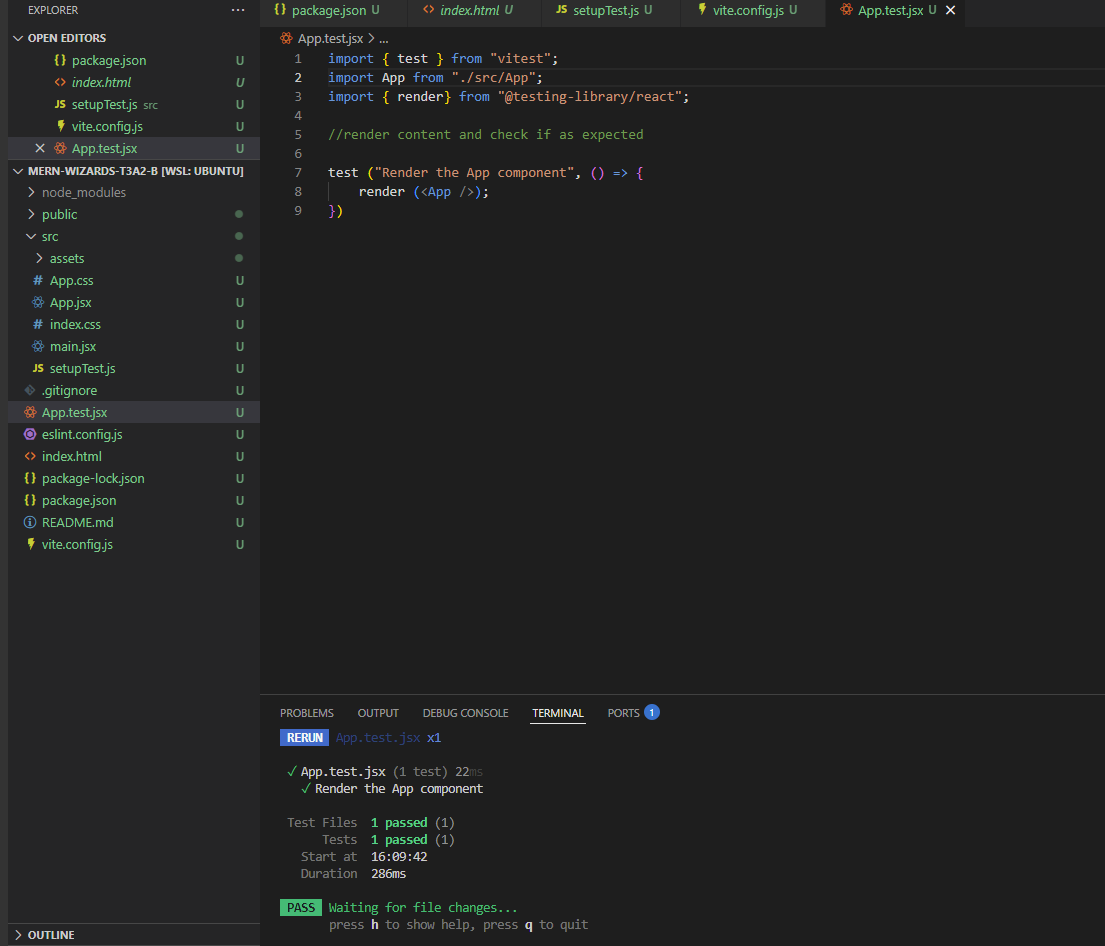 EXPLORER ...
OPEN EDITORS
{} package.json U
<> index.html U
JS setupTest.js src U
vite.config.js U
App.test.jsx U
MERN-WIZARDS-T3A2-B [WSL: UBUNTU]
node_modules
public
src
assets
# App.css U
App.jsx U
# index.css U
main.jsx U
JS setupTest.js U
.gitignore U
App.test.jsx U
eslint.config.js U
<> index.html U
{} package-lock.json U
{} package.json U
README.md U
vite.config.js U
OUTLINE
{} package.json U <> index.html U JS setupTest.js U vite.config.js U App.test.jsx U
App.test.jsx > ...
1 import { test } from "vitest";
2 import App from "./src/App";
3 import { render} from "@testing-library/react";
4
5 //render content and check if as expected
6
7 test ("Render the App component", () => {
8 render (<App />);
9 })
PROBLEMS OUTPUT DEBUG CONSOLE TERMINAL PORTS 1
RERUN App.test.jsx x1
✓ App.test.jsx (1 test) 22ms
✓ Render the App component
Test Files 1 passed (1)
Tests 1 passed (1)
Start at 16:09:42
Duration 286ms
PASS Waiting for file changes...
press h to show help, press q to quit